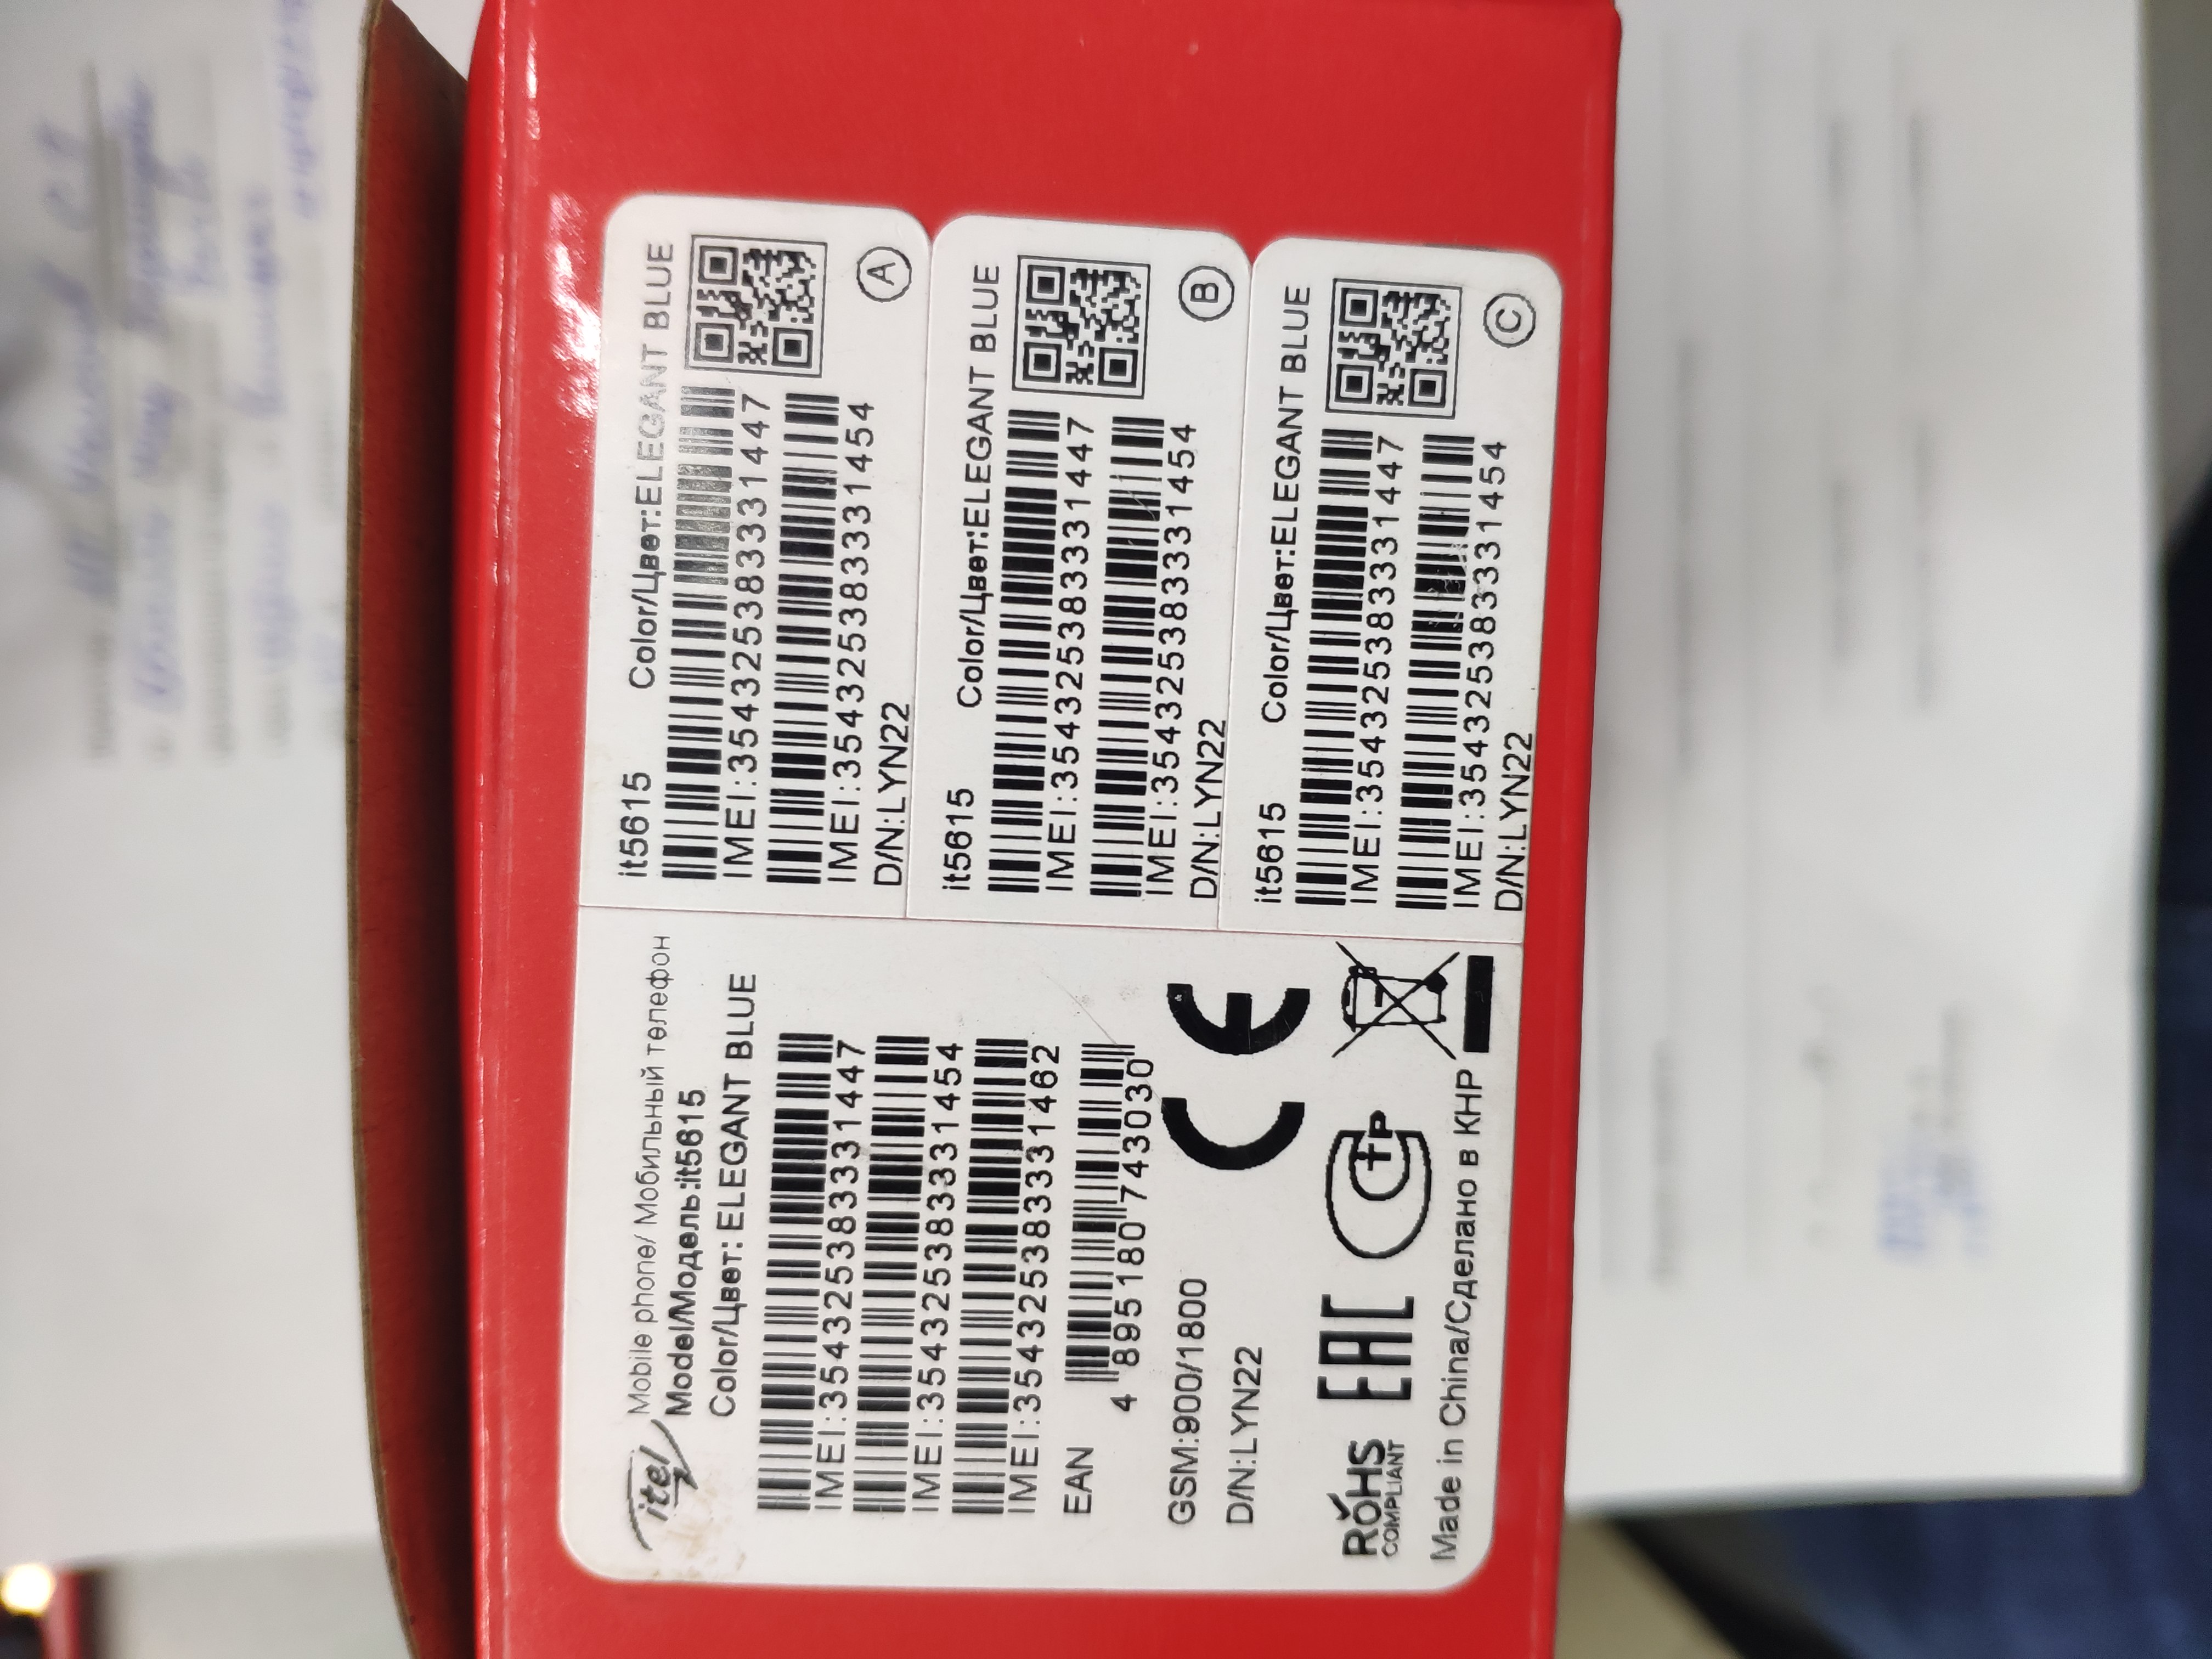 itel Mobile phone/ Мобильный телефон
Model/Модель:it5615
Color/Цвет: ELEGANT BLUE
IMEI:354325383331447
IMEI:354325383331454
IMEI:354325383331462
EAN
4 895180 743030
GSM:900/1800
D/N:LYN22
CE
RoHS
COMPLIANT
EAC
TP
Made in China/Сделано в КНР
it5615 Color/Цвет:ELEGANT BLUE
IMEI:354325383331447
IMEI:354325383331454
D/N:LYN22
A
it5615 Color/Цвет:ELEGANT BLUE
IMEI:354325383331447
IMEI:354325383331454
D/N:LYN22
B
it5615 Color/Цвет:ELEGANT BLUE
IMEI:354325383331447
IMEI:354325383331454
D/N:LYN22
C